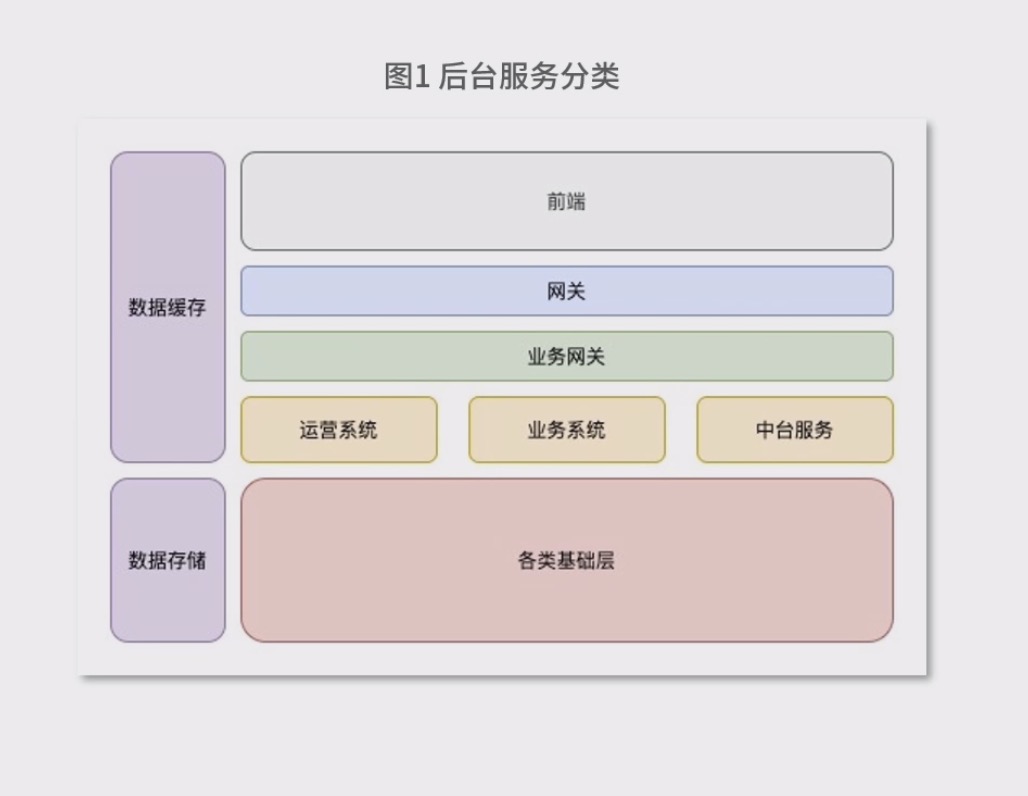 图1 后台服务分类
前端
网关
数据缓存
业务网关
运营系统
业务系统
中台服务
数据存储
各类基础层